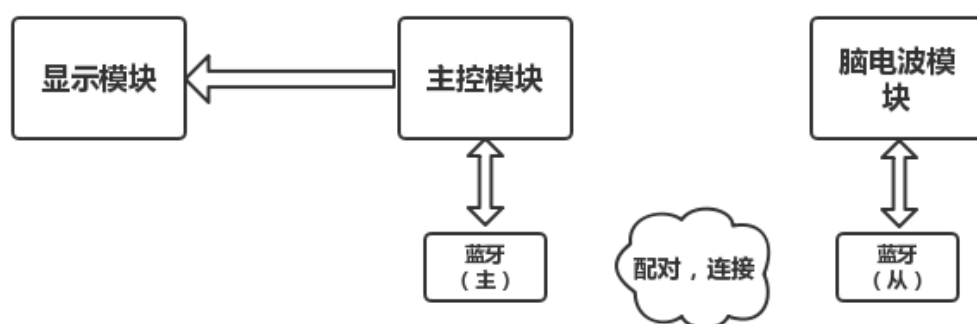 显示模块
主控模块
脑电波模
块
蓝牙
（主）
配对，连接
蓝牙
（从）